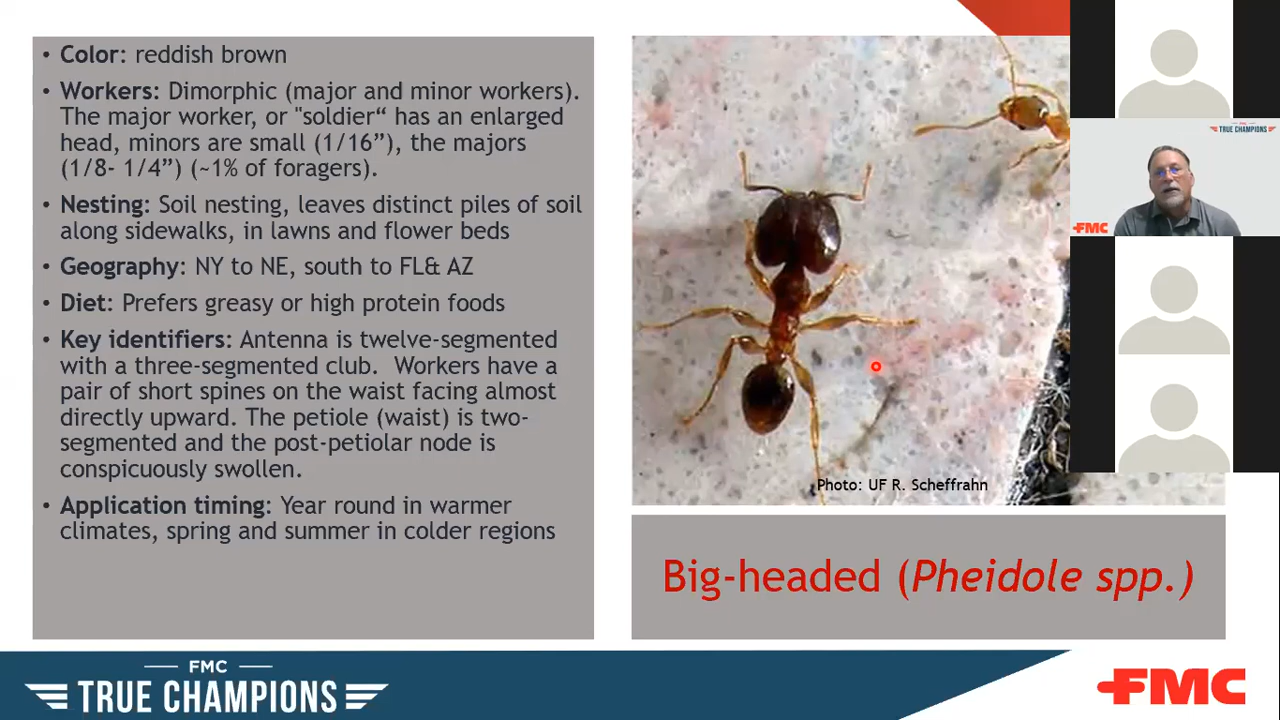 • Color: reddish brown
• Workers: Dimorphic (major and minor workers).
The major worker, or "soldier“ has an enlarged
head, minors are small (1/16”), the majors
(1/8- 1/4”) (~1% of foragers).
• Nesting: Soil nesting, leaves distinct piles of soil
along sidewalks, in lawns and flower beds
• Geography: NY to NE, south to FL& AZ
• Diet: Prefers greasy or high protein foods
• Key identifiers: Antenna is twelve-segmented
with a three-segmented club. Workers have a
pair of short spines on the waist facing almost
directly upward. The petiole (waist) is two-
segmented and the post-petiolar node is
conspicuously swollen.
• Application timing: Year round in warmer
climates, spring and summer in colder regions
Photo: UF R. Scheffrahn
Big-headed (Pheidole spp.)
FMC
TRUE CHAMPIONS
FMC
TRUE CHAMPIONS
FMC